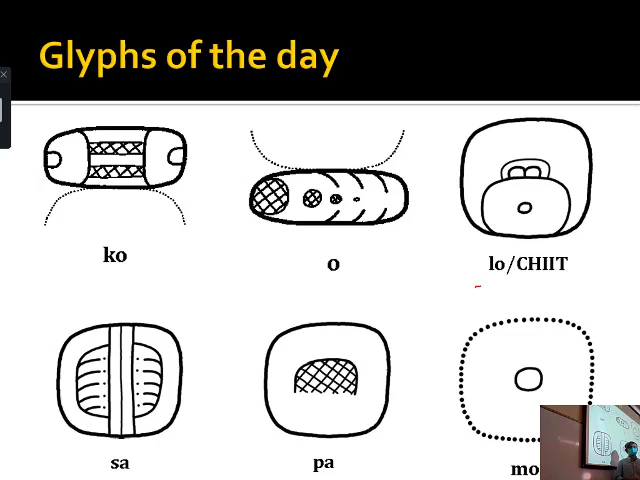 Glyphs of the day
ko
o
lo/CHIIT
sa
pa
mo